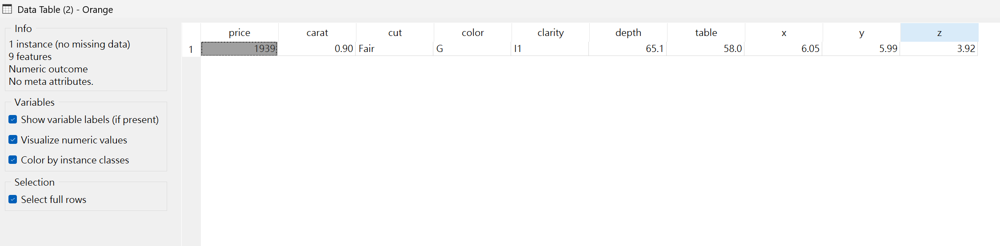 Data Table (2) - Orange
Info
1 instance (no missing data)
9 features
Numeric outcome
No meta attributes.
Variables
Show variable labels (if present)
Visualize numeric values
Color by instance classes
Selection
Select full rows
price carat cut color clarity depth table x y z
1 1939 0.90 Fair G I1 65.1 58.0 6.05 5.99 3.92